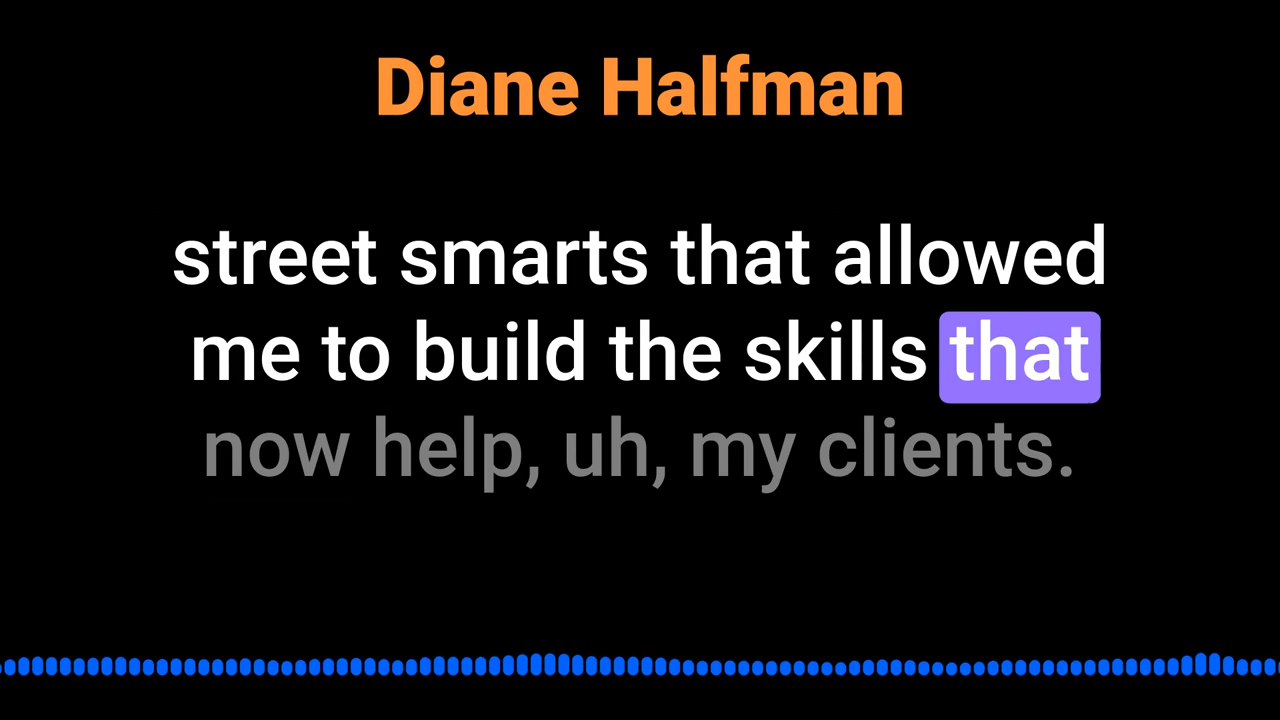 Diane Halfman
street smarts that allowed
me to build the skills that
now help, uh, my clients.